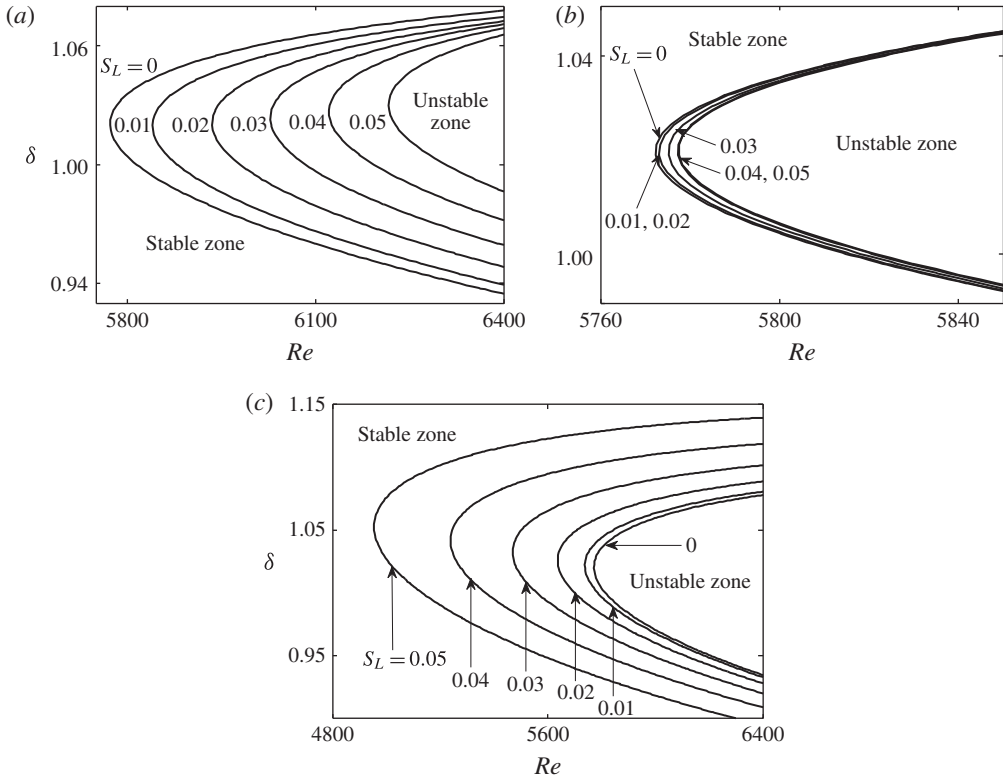 (a)
1.06
1.00
0.94
δ
S_L = 0
0.01
0.02
0.03
0.04
0.05
Unstable
zone
Stable zone
5800
6100
6400
Re
(b)
1.04
1.00
Stable zone
S_L = 0
0.03
0.04, 0.05
0.01, 0.02
Unstable zone
5760
5800
5840
Re
(c)
1.15
1.05
0.95
δ
Stable zone
0
Unstable zone
S_L = 0.05
0.04
0.03
0.02
0.01
4800
5600
6400
Re